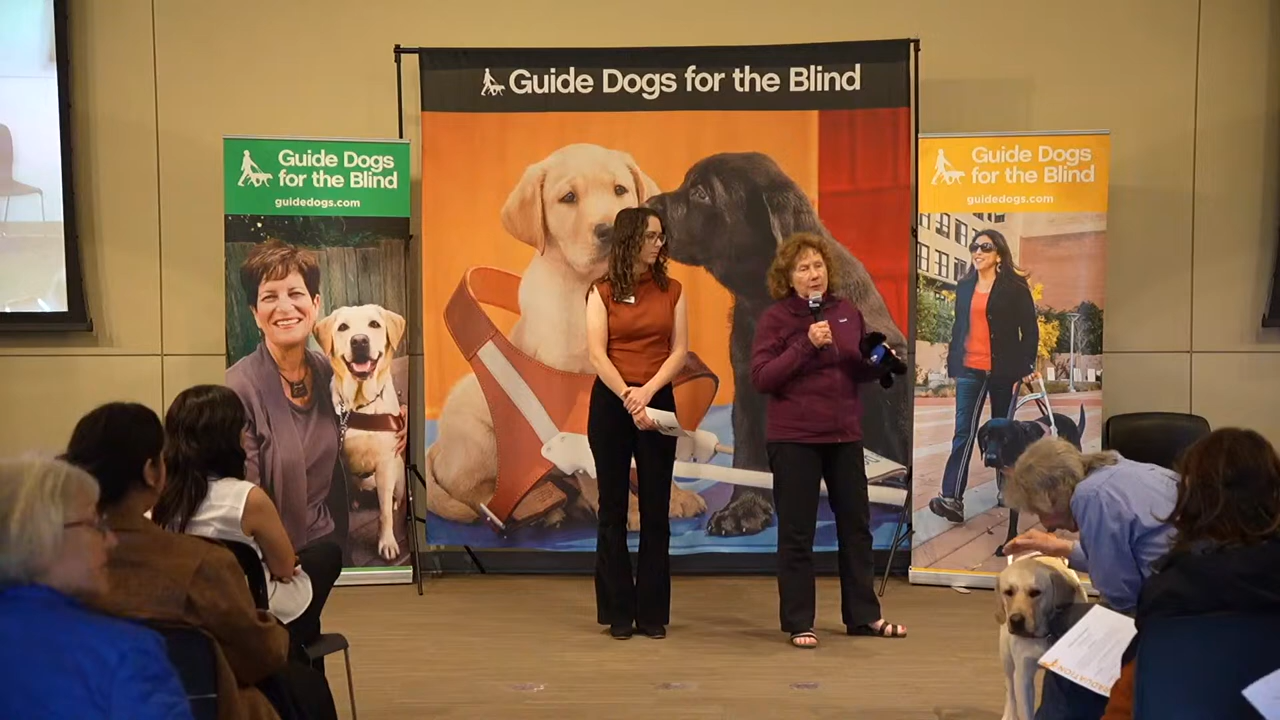 Guide Dogs for the Blind
Guide Dogs
for the Blind
guidedogs.com
Guide Dogs
for the Blind
guidedogs.com
GRADUATION